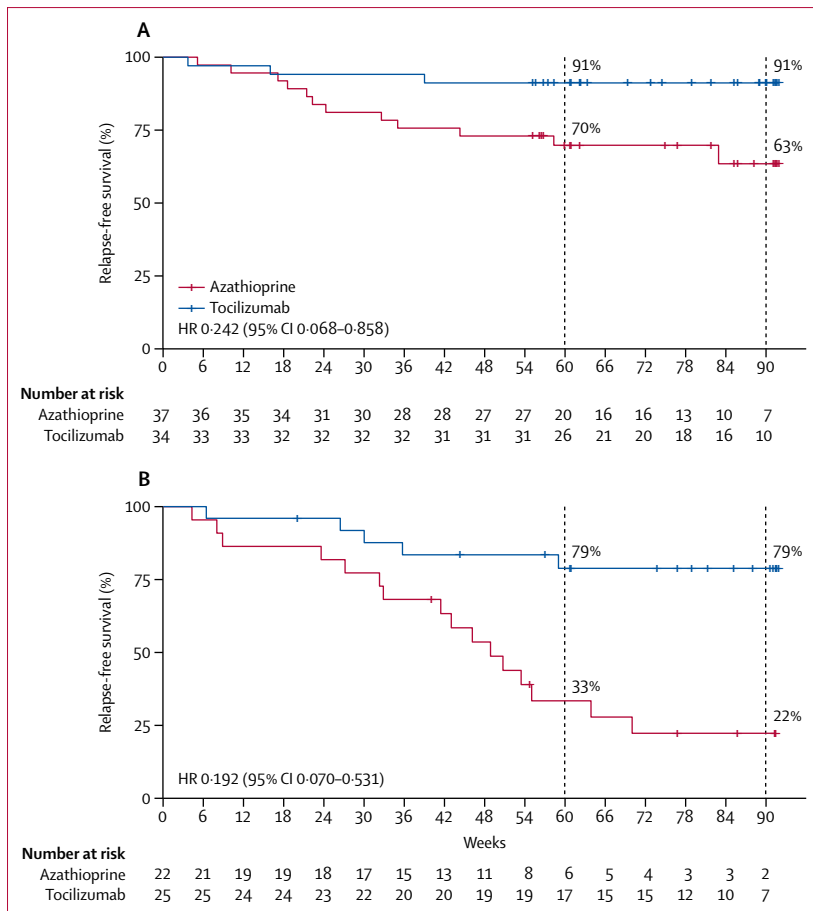 A
100
75
50
25
0
Relapse-free survival (%)
91%
91%
70%
63%
Azathioprine
Tocilizumab
HR 0·242 (95% CI 0·068–0·858)
0 6 12 18 24 30 36 42 48 54 60 66 72 78 84 90
Number at risk
Azathioprine 37 36 35 34 31 30 28 28 27 27 20 16 16 13 10 7
Tocilizumab 34 33 33 32 32 32 32 31 31 31 26 21 20 18 16 10
B
100
75
50
25
0
Relapse-free survival (%)
79%
79%
33%
22%
HR 0·192 (95% CI 0·070–0·531)
0 6 12 18 24 30 36 42 48 54 60 66 72 78 84 90
Weeks
Number at risk
Azathioprine 22 21 19 19 18 17 15 13 11 8 6 5 4 3 3 2
Tocilizumab 25 25 24 24 23 22 20 20 19 19 17 15 15 12 10 7